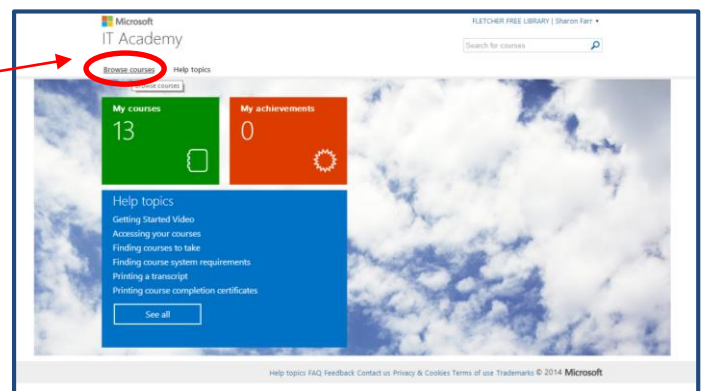 Microsoft
FLETCHER FREE LIBRARY | Sharon Farr
IT Academy
Search for courses
Browse courses Help topics
Browse courses
My courses
13
My achievements
0
Help topics
Getting Started Video
Accessing your courses
Finding courses to take
Finding course system requirements
Printing a transcript
Printing course completion certificates
See all
Help topics FAQ Feedback Contact us Privacy & Cookies Terms of use Trademarks © 2014 Microsoft